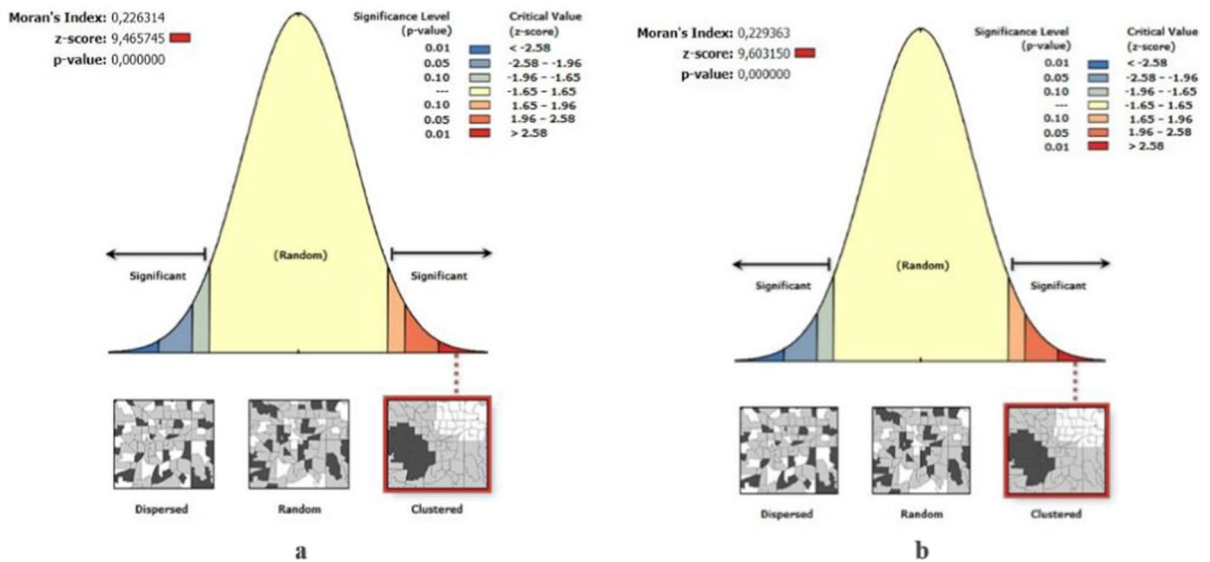 Moran's Index: 0,226314
z-score: 9,465745
p-value: 0,000000
Significance Level (p-value)
Critical Value (z-score)
0.01 < -2.58
0.05 -2.58 - -1.96
0.10 -1.96 - -1.65
--- -1.65 - 1.65
0.10 1.65 - 1.96
0.05 1.96 - 2.58
0.01 > 2.58
(Random)
Significant
Significant
Dispersed
Random
Clustered
a
Moran's Index: 0,229363
z-score: 9,603150
p-value: 0,000000
Significance Level (p-value)
Critical Value (z-score)
0.01 < -2.58
0.05 -2.58 - -1.96
0.10 -1.96 - -1.65
--- -1.65 - 1.65
0.10 1.65 - 1.96
0.05 1.96 - 2.58
0.01 > 2.58
(Random)
Significant
Significant
Dispersed
Random
Clustered
b